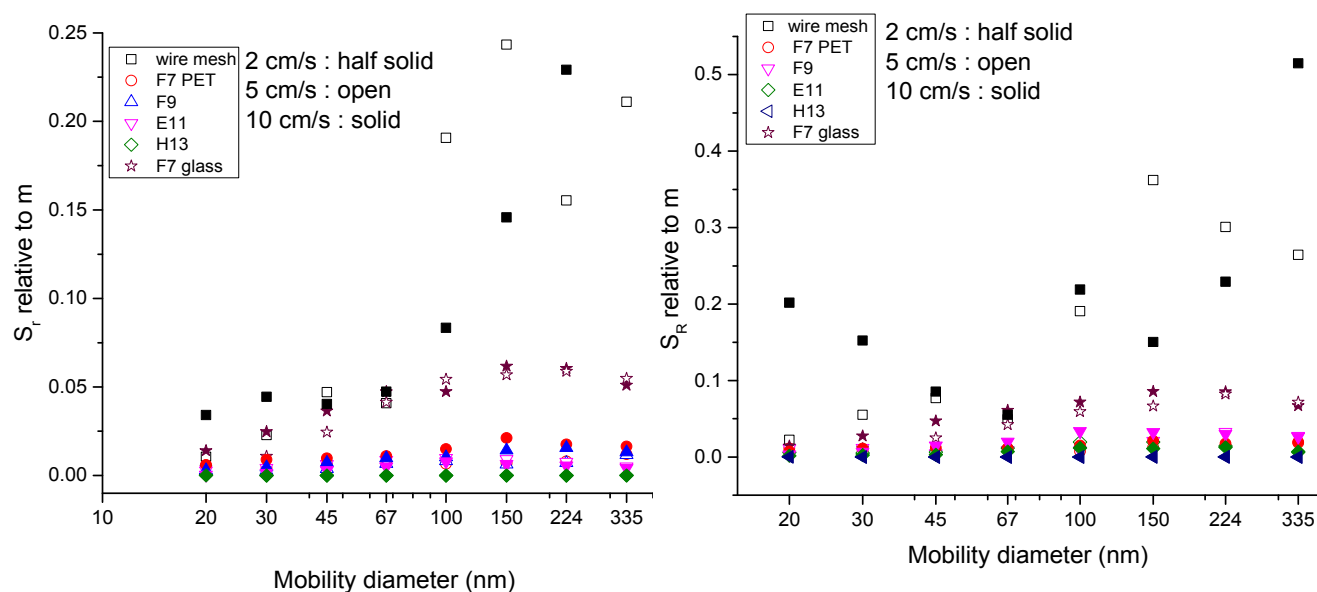 0.25
0.20
0.15
0.10
0.05
0.00
S_r relative to m
wire mesh
F7 PET
F9
E11
H13
F7 glass
2 cm/s : half solid
5 cm/s : open
10 cm/s : solid
10 20 30 45 67 100 150 224 335
Mobility diameter (nm)
0.5
0.4
0.3
0.2
0.1
0.0
S_R relative to m
wire mesh
F7 PET
F9
E11
H13
F7 glass
2 cm/s : half solid
5 cm/s : open
10 cm/s : solid
20 30 45 67 100 150 224 335
Mobility diameter (nm)